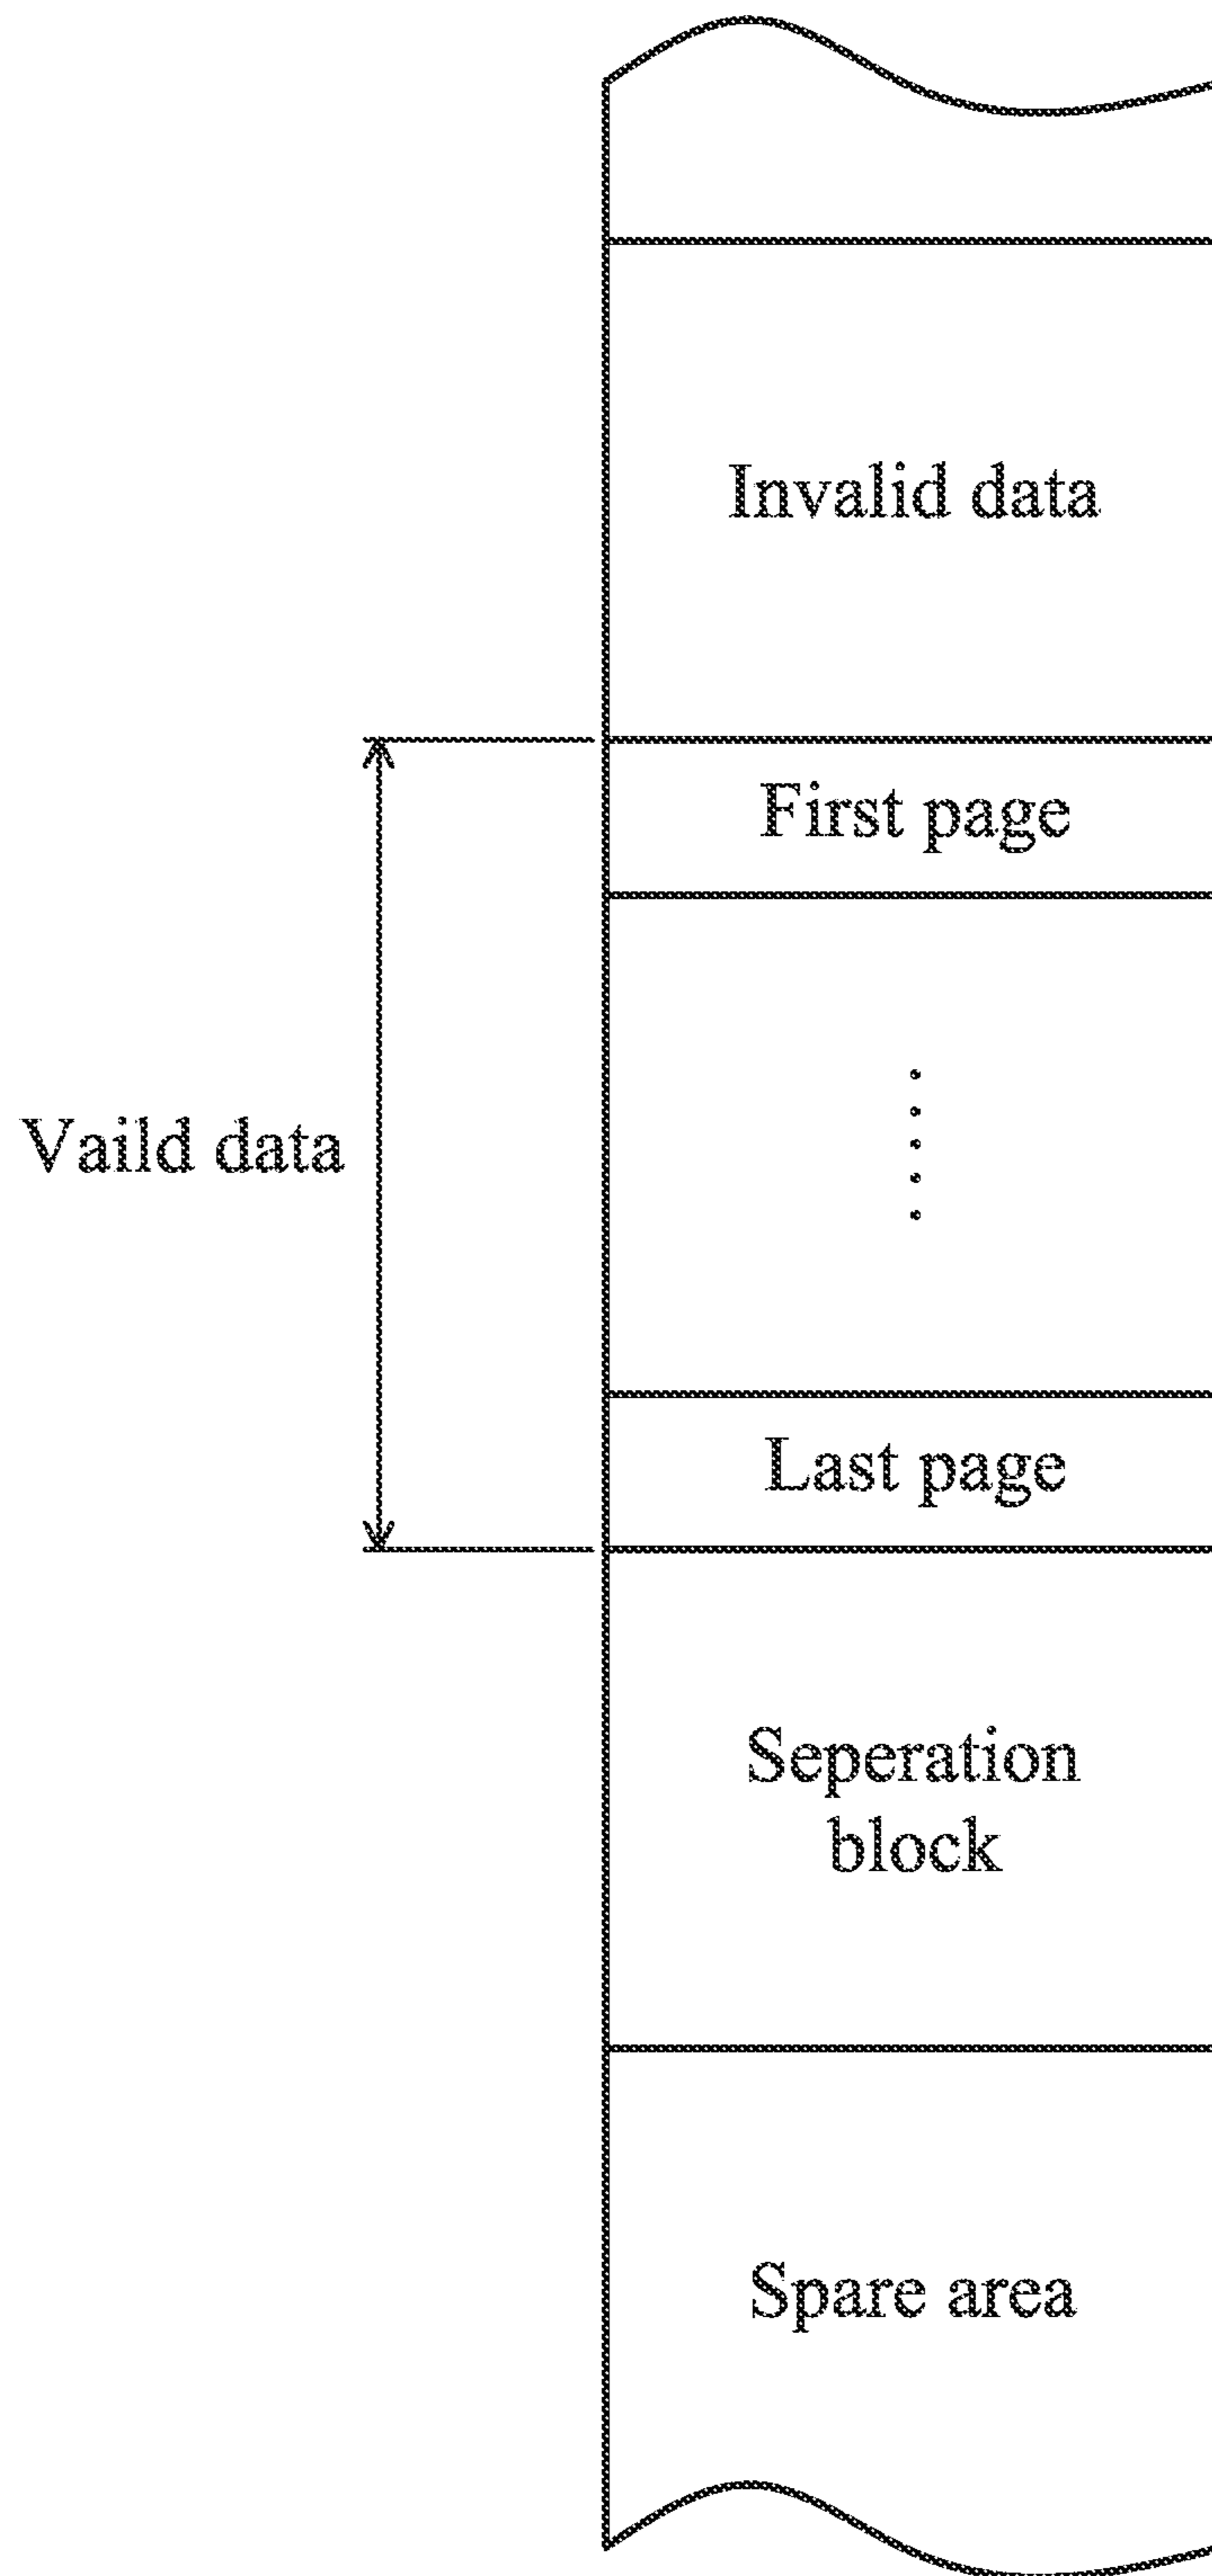 Invalid data
First page
Vaild data
Last page
Seperation
block
Spare area